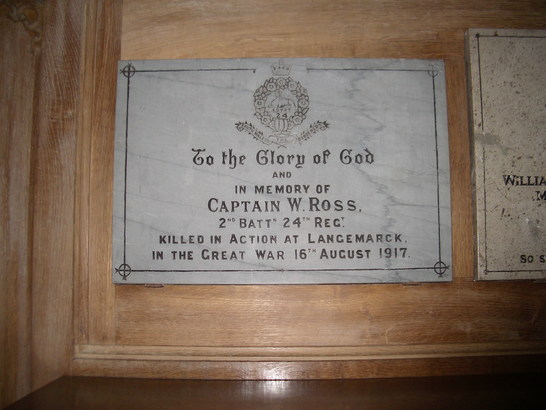 To the Glory of God
AND
IN MEMORY OF
CAPTAIN W. ROSS,
2ND BATTN 24TH REGT.
KILLED IN ACTION AT LANGEMARCK,
IN THE GREAT WAR 16TH AUGUST 1917.
WILLIA
M
SO S